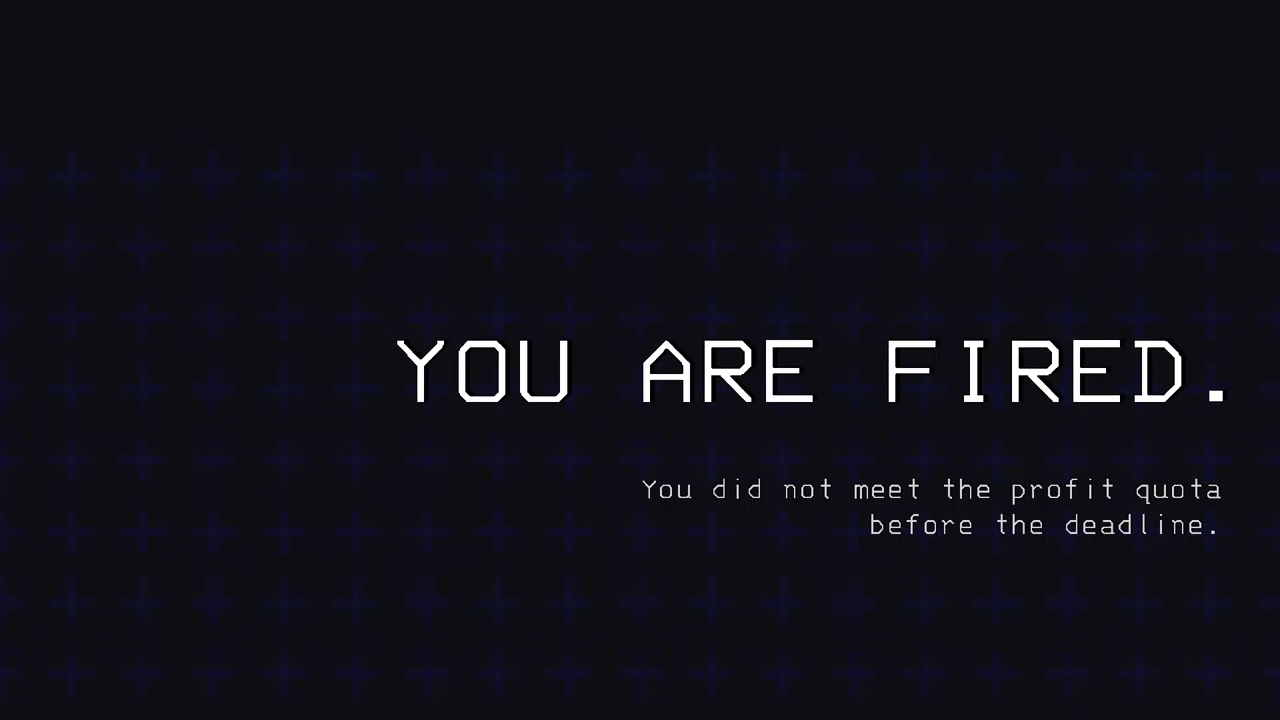 YOU ARE FIRED.
You did not meet the profit quota
before the deadline.